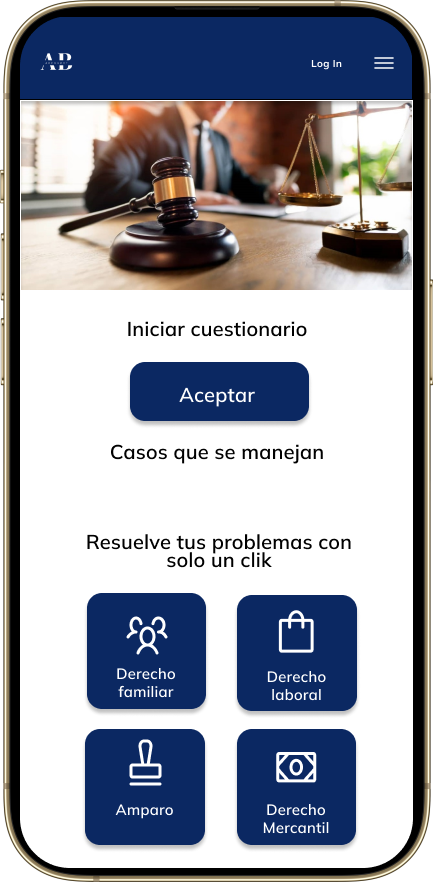 AB
Log In
Iniciar cuestionario
Aceptar
Casos que se manejan
Resuelve tus problemas con
solo un clik
Derecho
familiar
Derecho
laboral
Amparo
Derecho
Mercantil